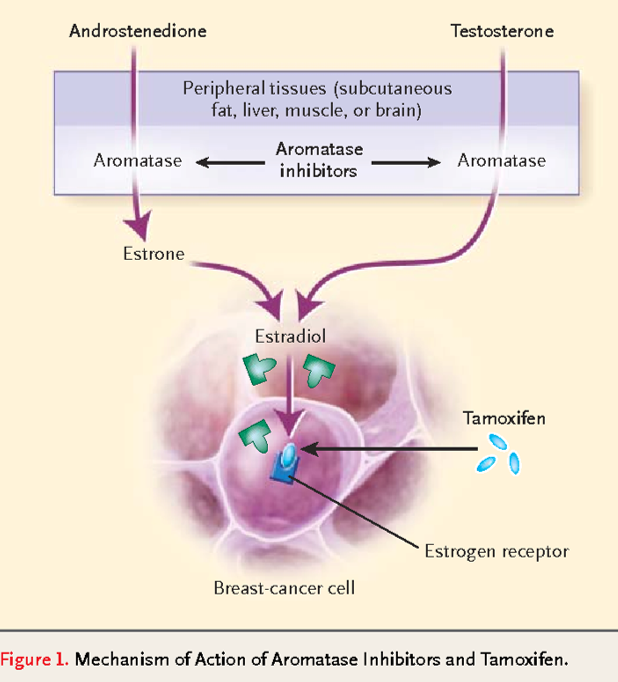 Androstenedione
Testosterone
Peripheral tissues (subcutaneous
fat, liver, muscle, or brain)
Aromatase
Aromatase
inhibitors
Aromatase
Estrone
Estradiol
Tamoxifen
Estrogen receptor
Breast-cancer cell
Figure 1. Mechanism of Action of Aromatase Inhibitors and Tamoxifen.